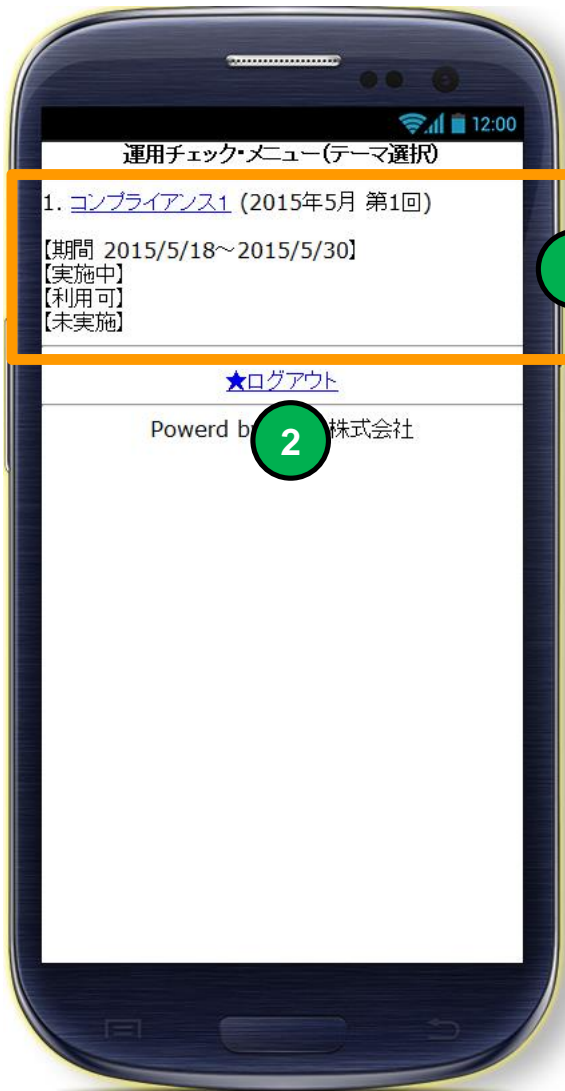 12:00
運用チェック・メニュー(テーマ選択)
1. コンプライアンス1 (2015年5月 第1回)
【期間 2015/5/18～2015/5/30】
【実施中】
【利用可】
【未実施】
★ログアウト
Powerd 株式会社
2